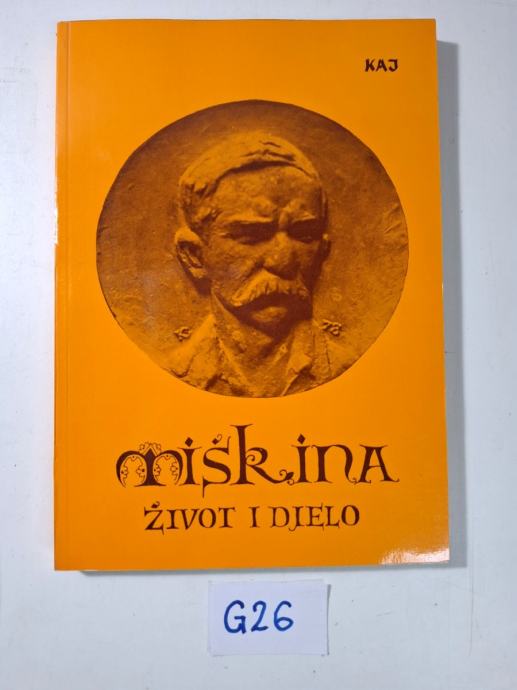 KAJ
miškina
ŽIVOT I DJELO
G26